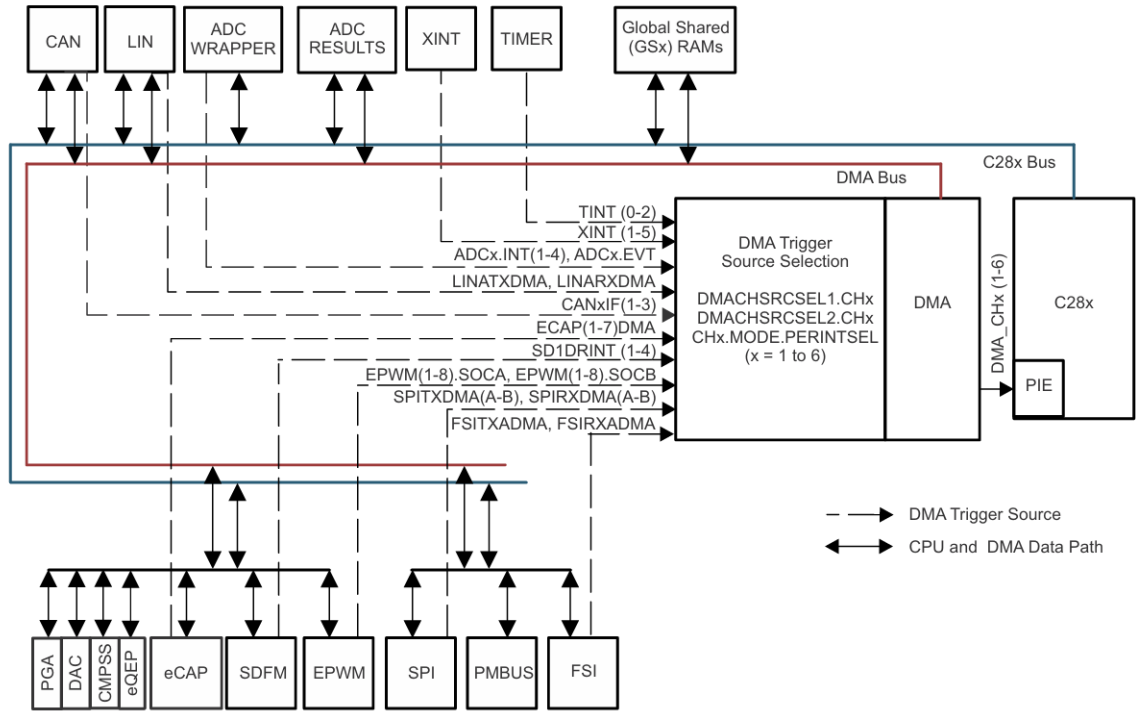 CAN
LIN
ADC
WRAPPER
ADC
RESULTS
XINT
TIMER
Global Shared
(GSx) RAMs
C28x Bus
DMA Bus
TINT (0-2)
XINT (1-5)
ADCx.INT(1-4), ADCx.EVT
LINATXDMA, LINARXDMA
CANxIF(1-3)
ECAP(1-7)DMA
SD1DRINT (1-4)
EPWM(1-8).SOCA, EPWM(1-8).SOCB
SPITXDMA(A-B), SPIRXDMA(A-B)
FSITXADMA, FSIRXADMA
DMA Trigger
Source Selection
DMACHSRCSEL1.CHx
DMACHSRCSEL2.CHx
CHx.MODE.PERINTSEL
(x = 1 to 6)
DMA
DMA_CHx (1-6)
C28x
PIE
DMA Trigger Source
CPU and DMA Data Path
PGA
DAC
CMPSS
eQEP
eCAP
SDFM
EPWM
SPI
PMBUS
FSI